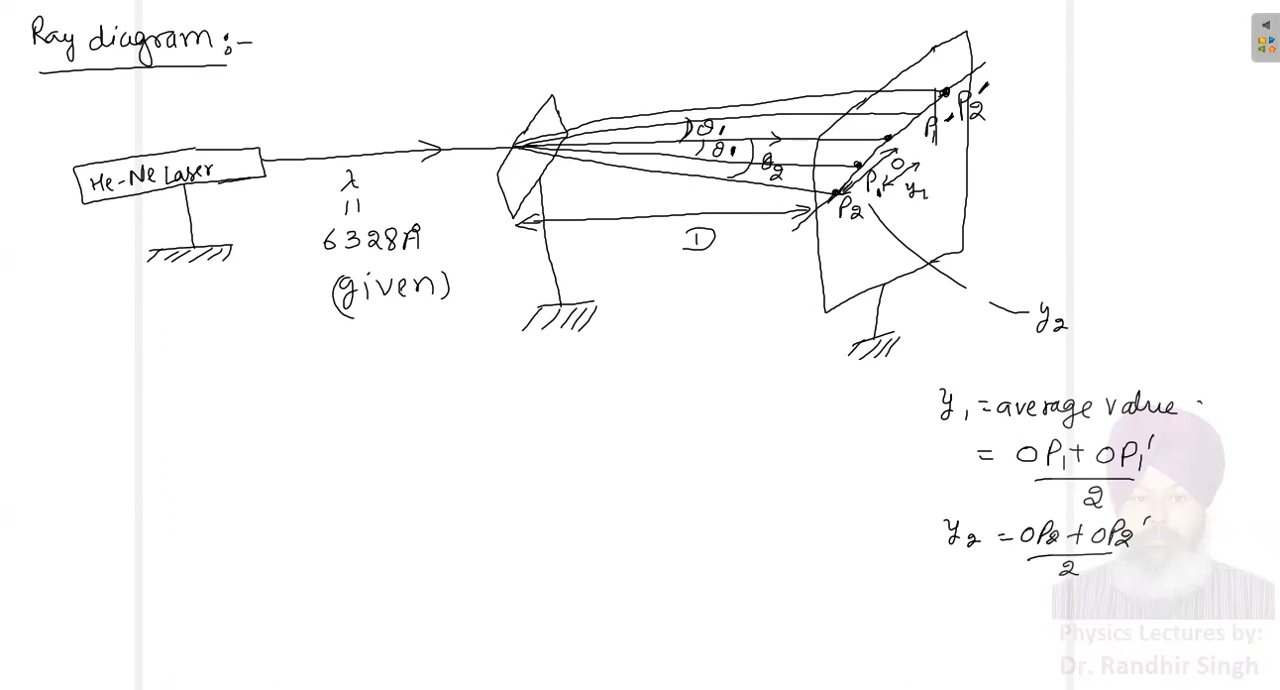 Ray diagram :-
He-Ne Laser
λ
=
6328Å
(given)
θ1
θ1
θ2
D
P2'
P1'
O
P1
y1
P2
y2
y1 = average value
= OP1 + OP1'
2
y2 = OP2 + OP2'
2
Physics Lectures by:
Dr. Randhir Singh